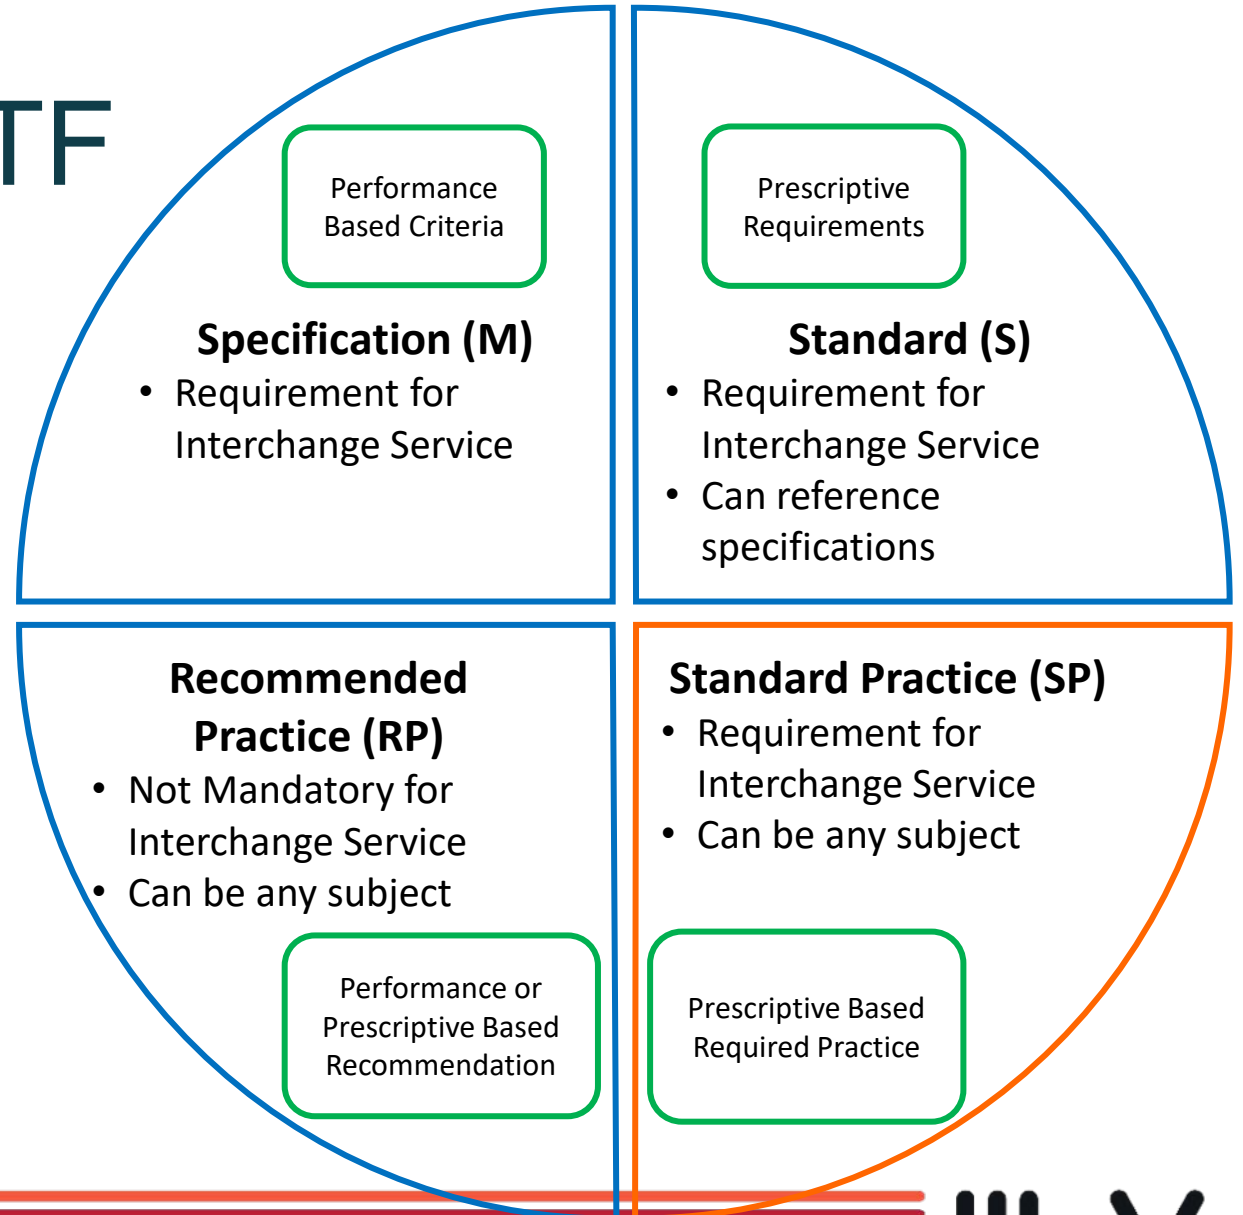 TF
Performance
Based Criteria
Specification (M)
• Requirement for
Interchange Service
Prescriptive
Requirements
Standard (S)
• Requirement for
Interchange Service
• Can reference
specifications
Recommended
Practice (RP)
• Not Mandatory for
Interchange Service
• Can be any subject
Performance or
Prescriptive Based
Recommendation
Standard Practice (SP)
• Requirement for
Interchange Service
• Can be any subject
Prescriptive Based
Required Practice